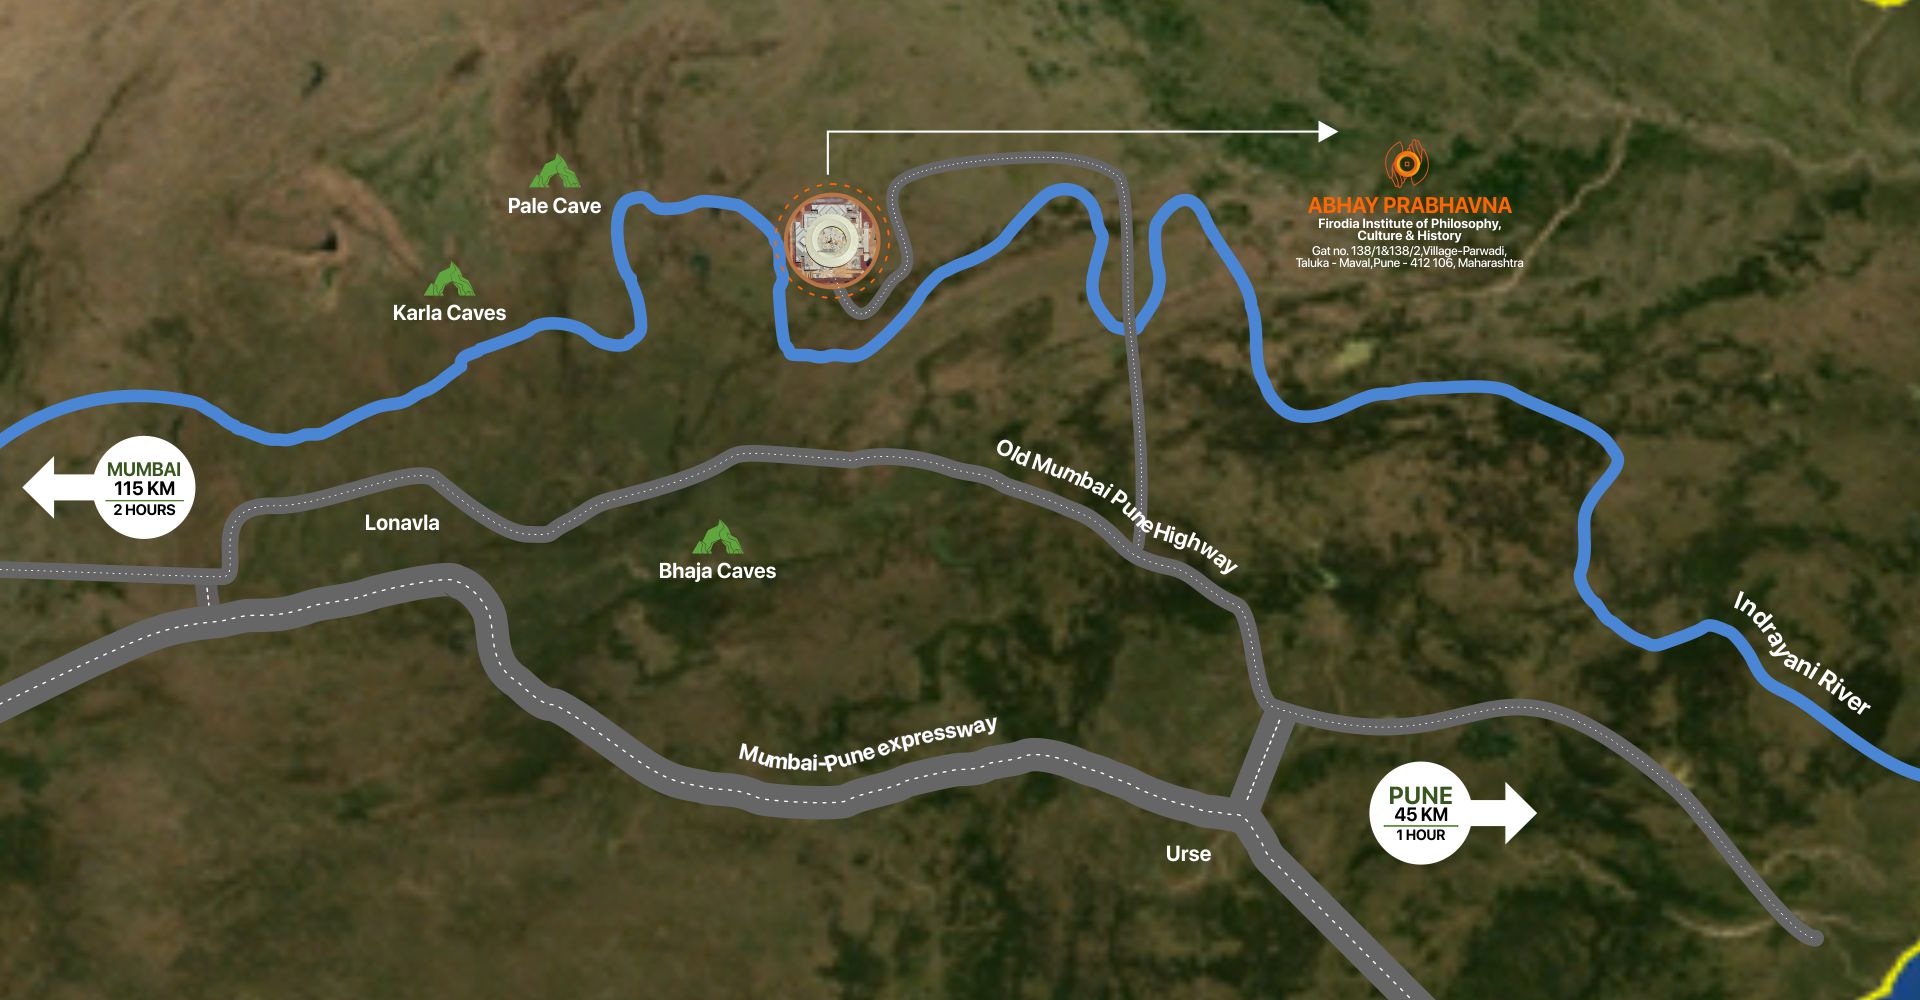 Pale Cave
ABHAY PRABHAVNA
Firodia Institute of Philosophy,
Culture & History
Gat no. 138/1&138/2,Village-Parwadi,
Taluka - Maval,Pune - 412 106, Maharashtra
Karla Caves
MUMBAI
115 KM
2 HOURS
Lonavla
Old Mumbai Pune Highway
Bhaja Caves
Indrayani River
Mumbai-Pune expressway
PUNE
45 KM
1 HOUR
Urse